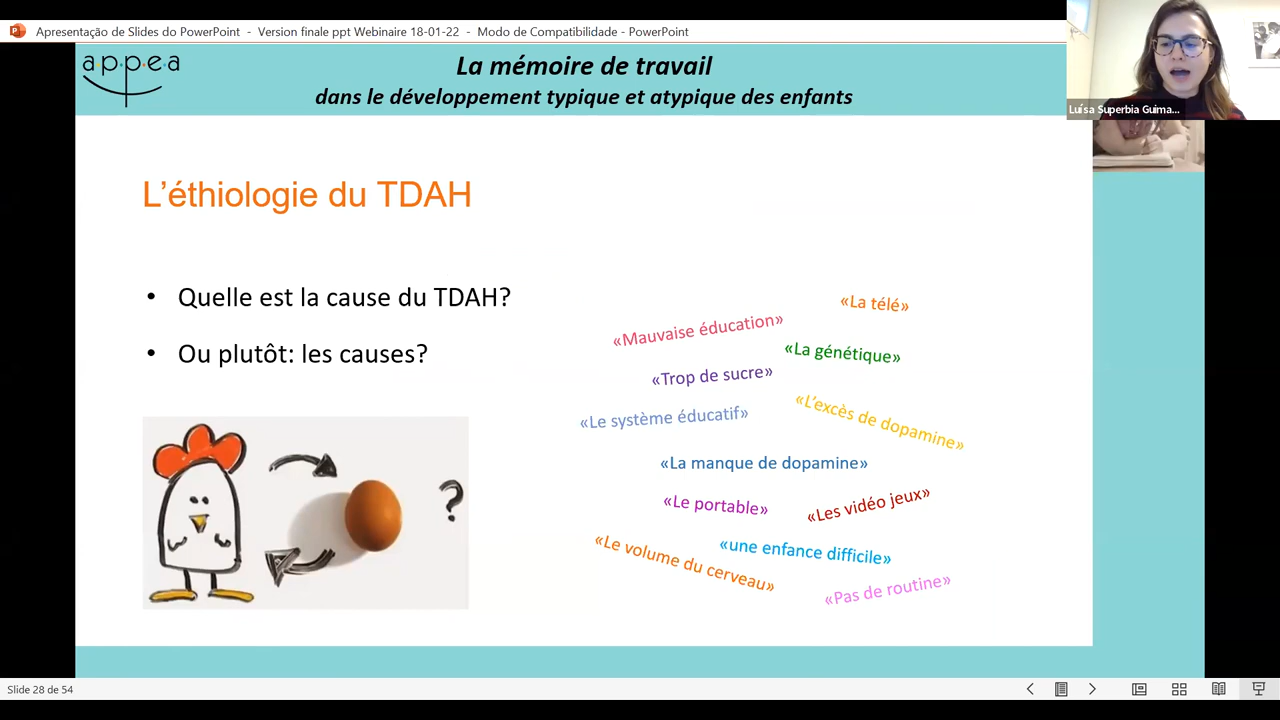 Apresentação de Slides do PowerPoint - Version finale ppt Webinaire 18-01-22 - Modo de Compatibilidade - PowerPoint
Luísa Superbia Guima...
a p·p·e·a
La mémoire de travail
dans le développement typique et atypique des enfants
L’éthiologie du TDAH
• Quelle est la cause du TDAH?
• Ou plutôt: les causes?
«La télé»
«Mauvaise éducation»
«La génétique»
«Trop de sucre»
«L’excès de dopamine»
«Le système éducatif»
«La manque de dopamine»
«Le portable»
«Les vidéo jeux»
«une enfance difficile»
«Le volume du cerveau»
«Pas de routine»
?
Slide 28 de 54